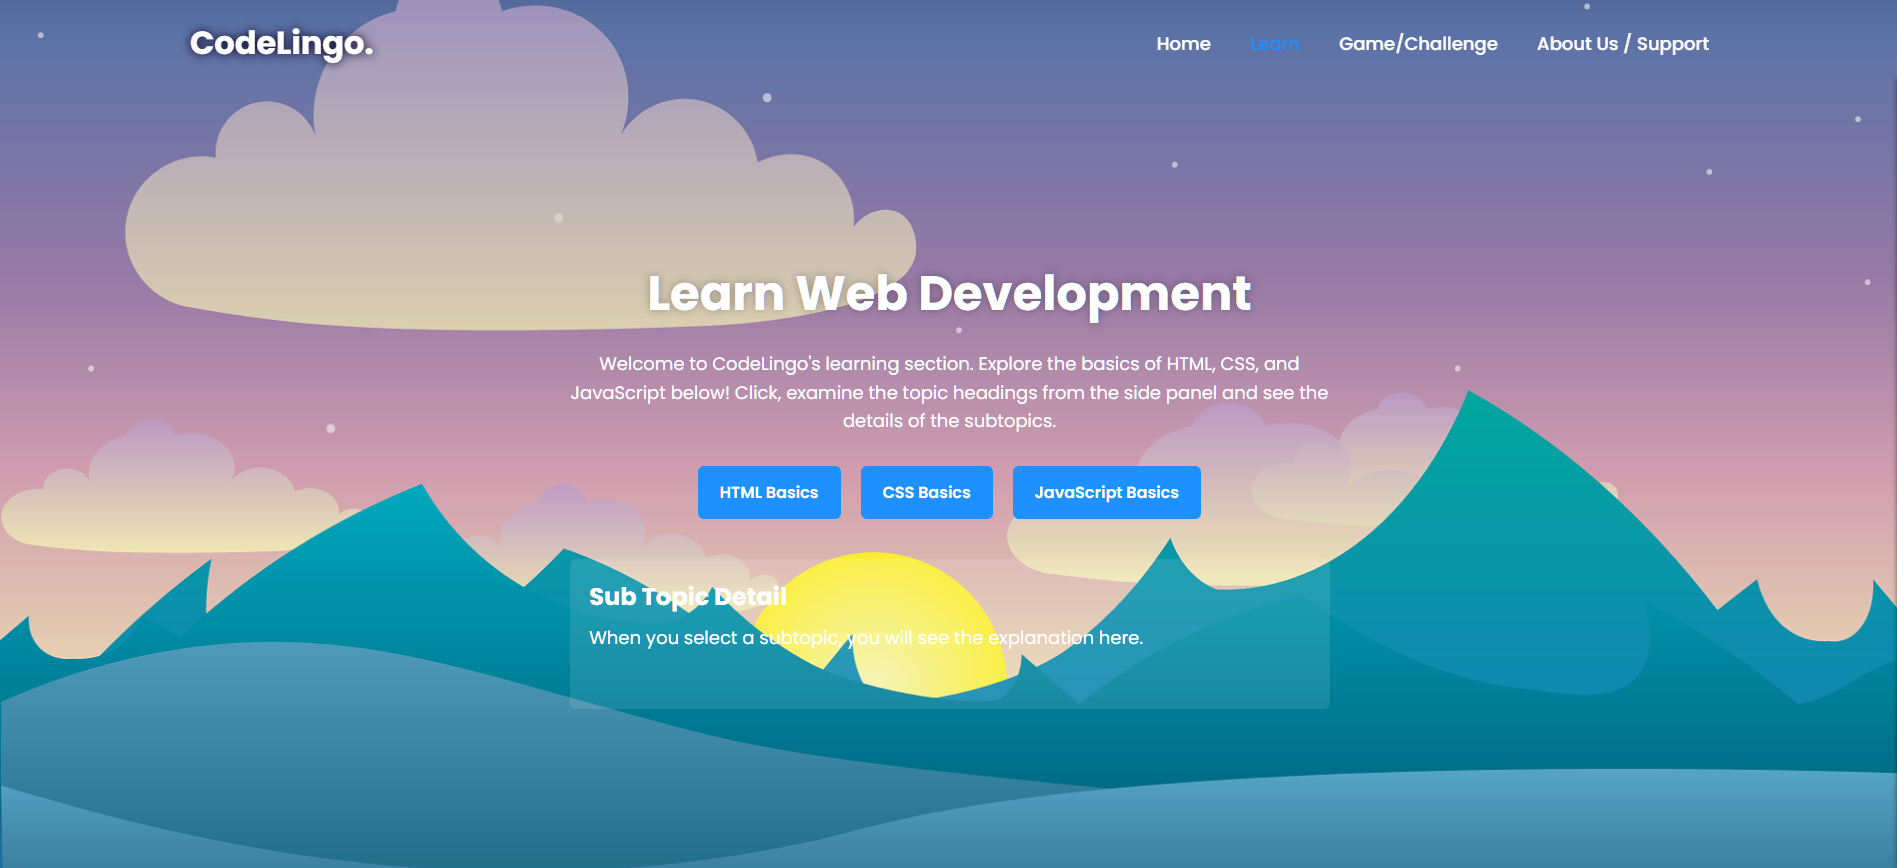 CodeLingo.
Home Learn Game/Challenge About Us / Support
Learn Web Development
Welcome to CodeLingo's learning section. Explore the basics of HTML, CSS, and
JavaScript below! Click, examine the topic headings from the side panel and see the
details of the subtopics.
HTML Basics CSS Basics JavaScript Basics
Sub Topic Detail
When you select a subtopic, you will see the explanation here.